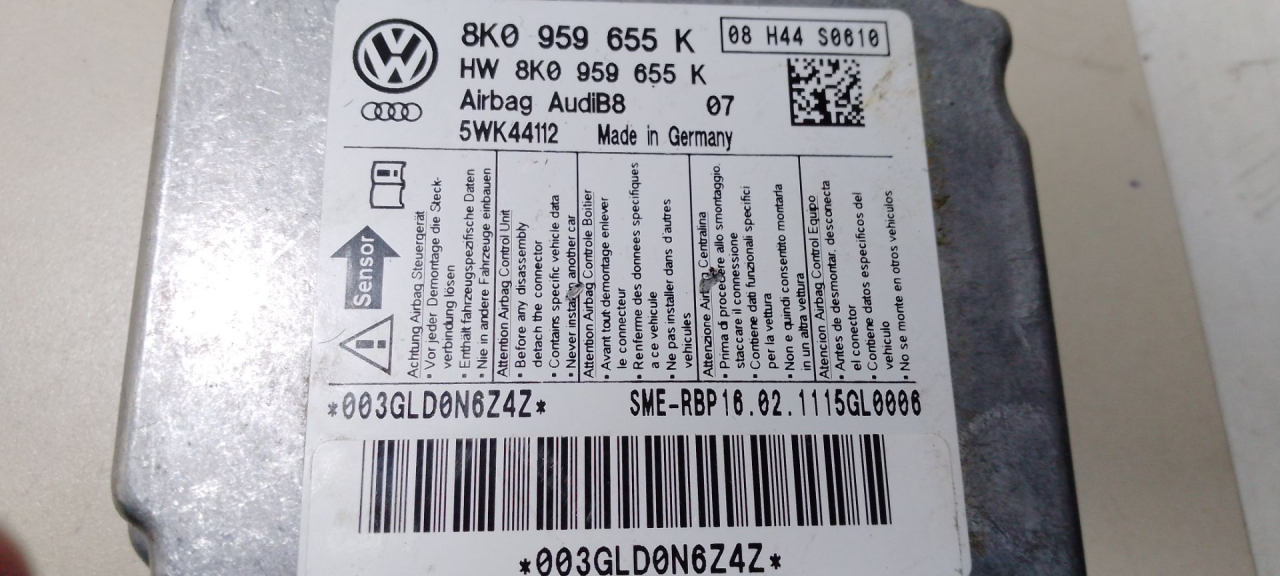 8K0 959 655 K
08 H44 S0610
HW 8K0 959 655 K
Airbag AudiB8 07
5WK44112 Made in Germany
Sensor
Achtung Airbag Steuergerät
• Vor jeder Demontage die Steck-
verbindung lösen
• Enthält fahrzeugspezifische Daten
• Nie in andere Fahrzeuge einbauen
Attention Airbag Control Unit
• Before any disassembly
detach the connector
• Contains specific vehicle data
• Never install in another car
Attention Airbag Controle Boitier
• Avant tout demontage enlever
le connecteur
• Renferme des donnees specifiques
a ce vehicule
• Ne pas installer dans d'autres
vehicules
Attenzione Airbag Centralina
• Prima di procedere allo smontaggio,
staccare il connessione
• Contiene dati funzionali specifici
per la vettura
• Non e quindi consentito montarla
in un altra vettura
Atencion Airbag Control Equipo
• Antes de desmontar, desconecta
el conector
• Contiene datos especificos del
vehiculo
• No se monte en otros vehiculos
*003GLD0N6Z4Z* SME-RBP16.02.1115GL0006
*003GLD0N6Z4Z*